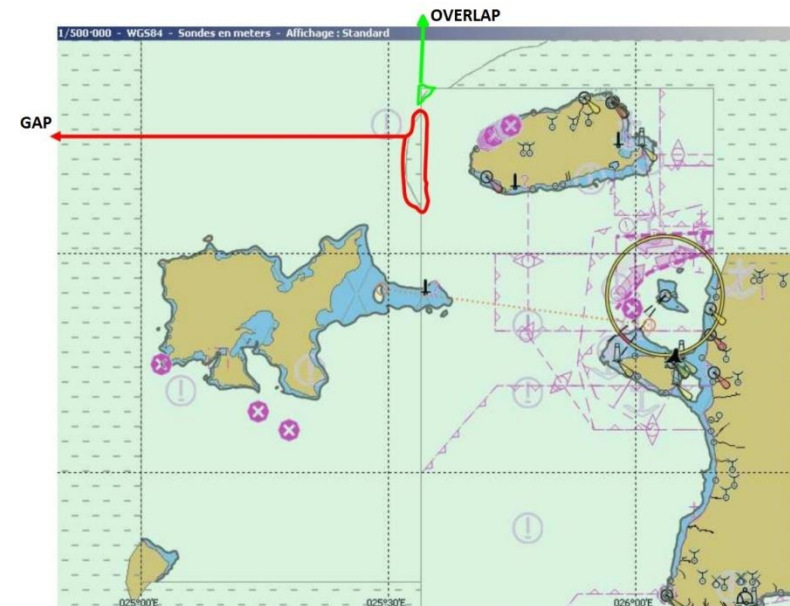 OVERLAP
1/500'000 - WGS84 - Sondes en meters - Affichage : Standard
GAP
025°00'E
025°30'E
026°00'E